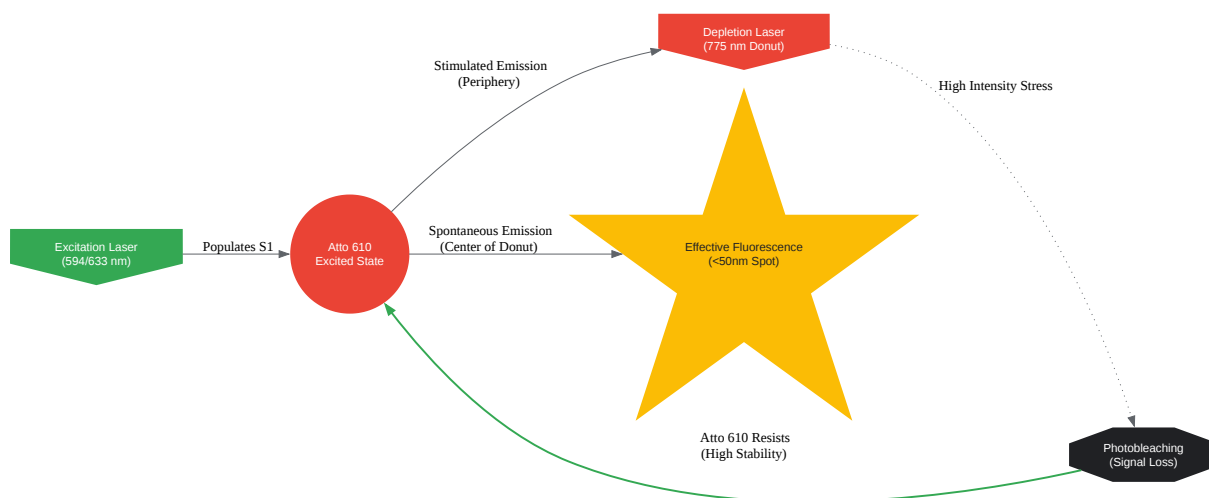 Depletion Laser
(775 nm Donut)
Stimulated Emission
(Periphery)
High Intensity Stress
Excitation Laser
(594/633 nm)
Populates S1
Atto 610
Excited State
Spontaneous Emission
(Center of Donut)
Effective Fluorescence
(<50nm Spot)
Atto 610 Resists
(High Stability)
Photobleaching
(Signal Loss)